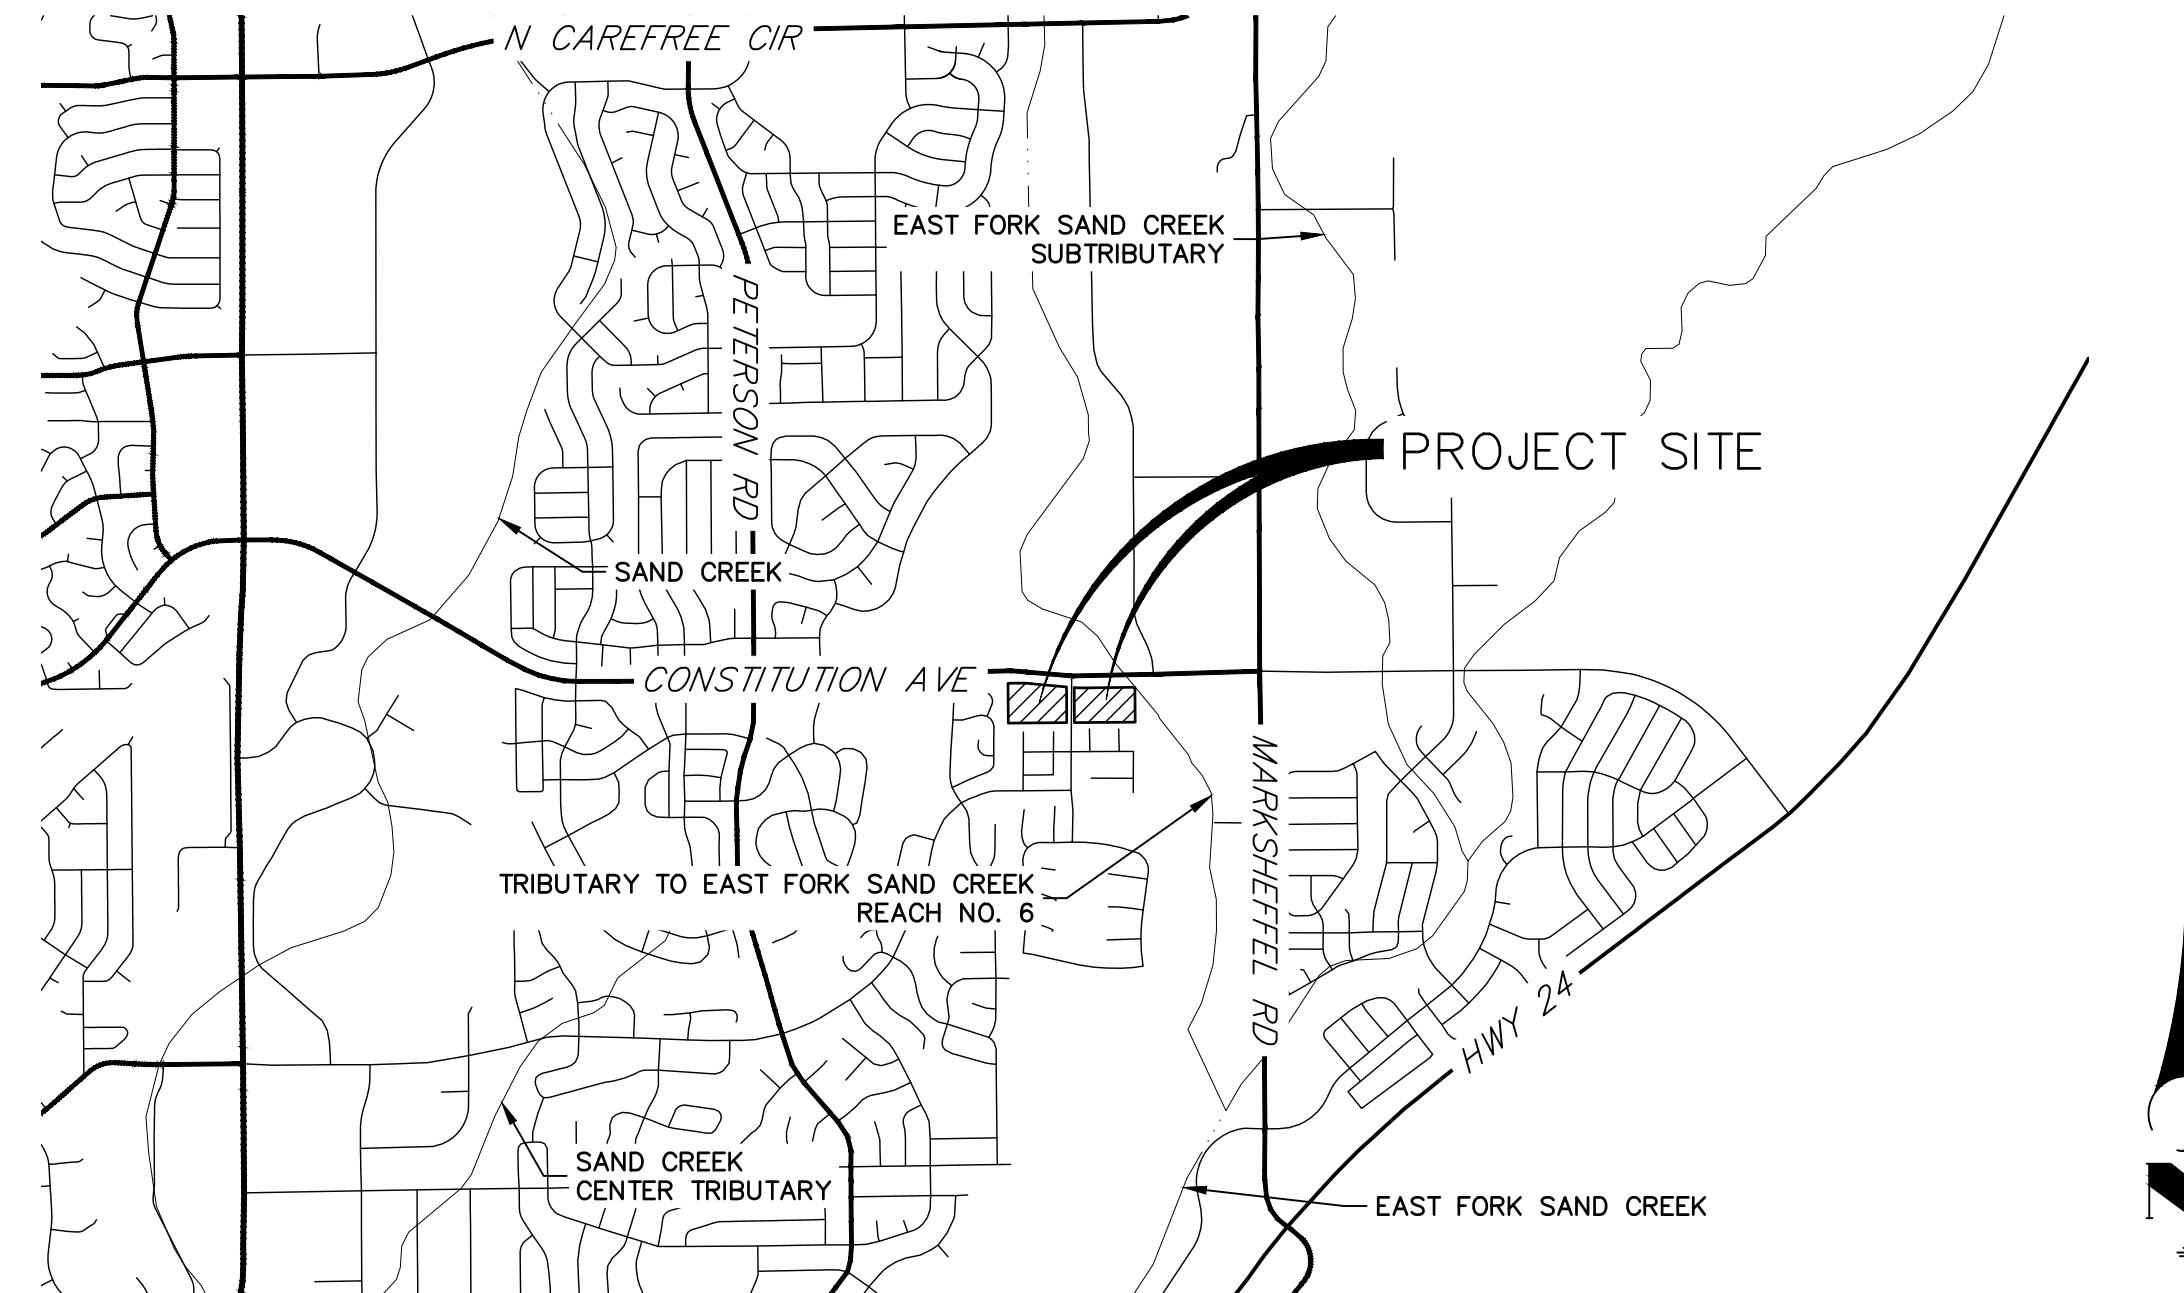 N CAREFREE CIR
EAST FORK SAND CREEK
SUBTRIBUTARY
PETERSON RD
PROJECT SITE
SAND CREEK
CONSTITUTION AVE
MARKSHEFFEL RD
TRIBUTARY TO EAST FORK SAND CREEK
REACH NO. 6
HWY 24
SAND CREEK
CENTER TRIBUTARY
EAST FORK SAND CREEK